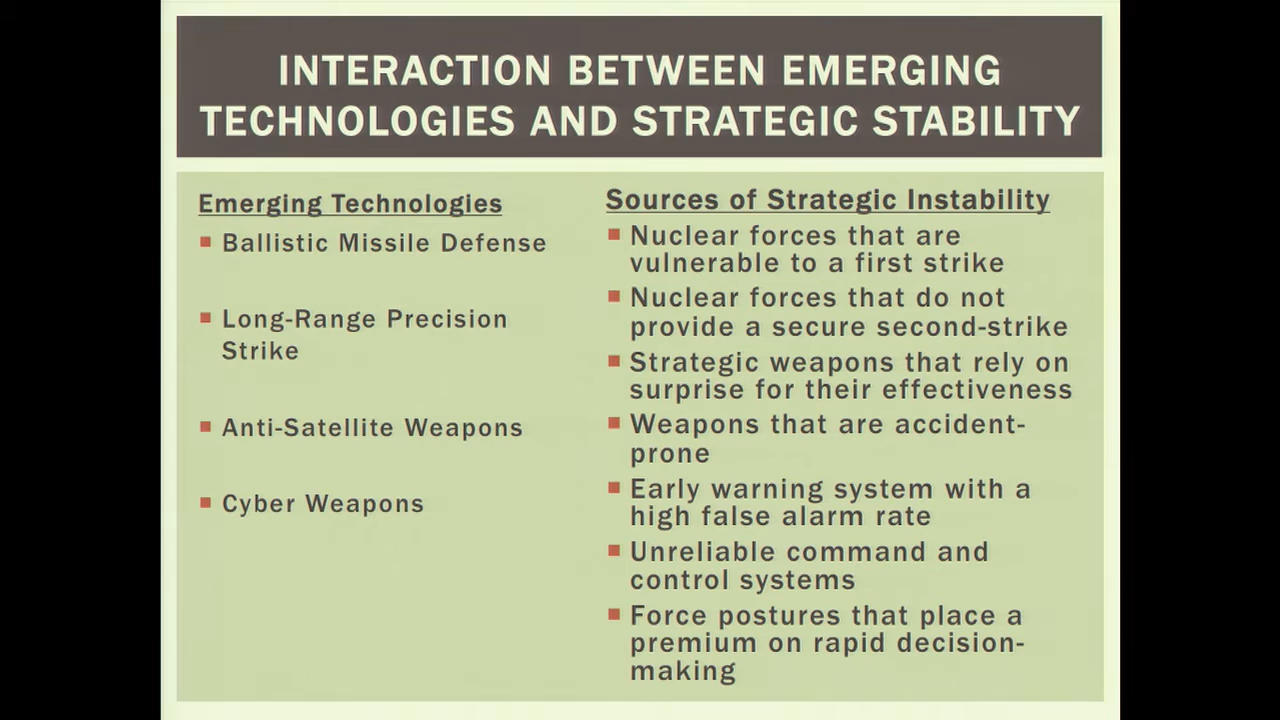 INTERACTION BETWEEN EMERGING
TECHNOLOGIES AND STRATEGIC STABILITY
Emerging Technologies
Ballistic Missile Defense
Long-Range Precision
Strike
Anti-Satellite Weapons
Cyber Weapons
Sources of Strategic Instability
Nuclear forces that are
vulnerable to a first strike
Nuclear forces that do not
provide a secure second-strike
Strategic weapons that rely on
surprise for their effectiveness
Weapons that are accident-
prone
Early warning system with a
high false alarm rate
Unreliable command and
control systems
Force postures that place a
premium on rapid decision-
making